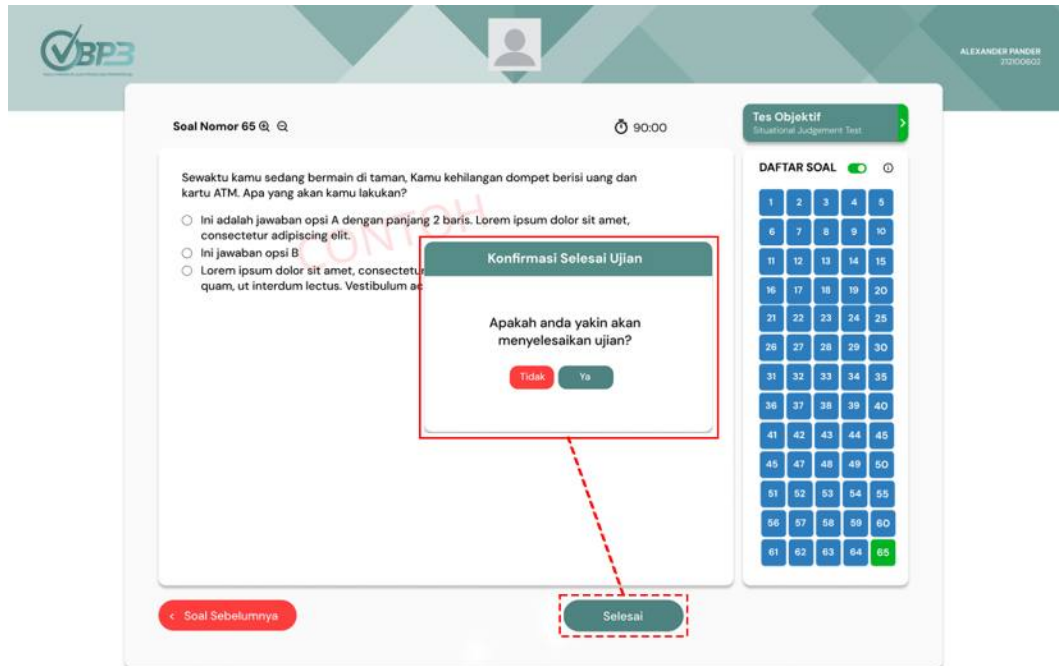 BP3
ALEXANDER PANDER
Soal Nomor 65
90:00
Tes Objektif
Situational Judgement Test
Sewaktu kamu sedang bermain di taman, Kamu kehilangan dompet berisi uang dan
kartu ATM. Apa yang akan kamu lakukan?
CONTOH
Ini adalah jawaban opsi A dengan panjang 2 baris. Lorem ipsum dolor sit amet,
consectetur adipiscing elit.
Ini jawaban opsi B
Lorem ipsum dolor sit amet, consectetur
quam, ut interdum lectus. Vestibulum ac
Konfirmasi Selesai Ujian
Apakah anda yakin akan
menyelesaikan ujian?
Tidak Ya
DAFTAR SOAL
1 2 3 4 5
6 7 8 9 10
11 12 13 14 15
16 17 18 19 20
21 22 23 24 25
26 27 28 29 30
31 32 33 34 35
36 37 38 39 40
41 42 43 44 45
45 47 48 49 50
51 52 53 54 55
56 57 58 59 60
61 62 63 64 65
< Soal Sebelumnya
Selesai